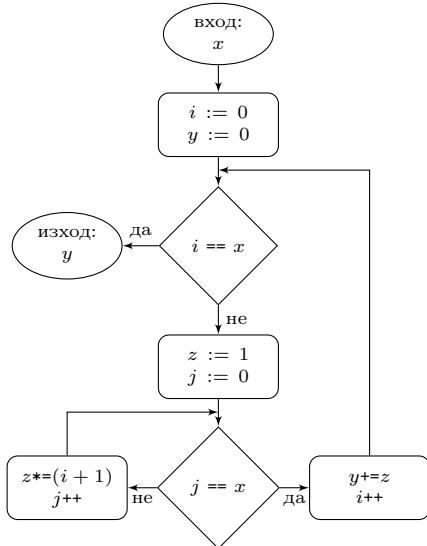 вход:
x
i := 0
y := 0
i == x
да
изход:
y
не
z := 1
j := 0
j == x
не
z*=(i + 1)
j++
да
y+=z
i++